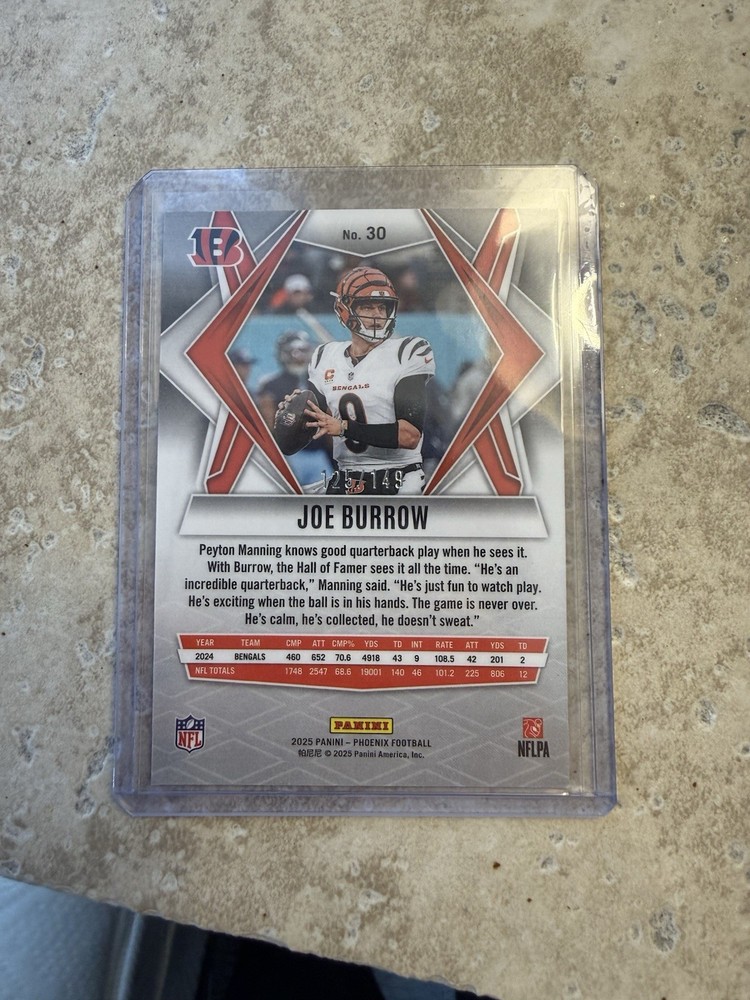 B
No. 30
BENGALS
9
125/149
JOE BURROW
Peyton Manning knows good quarterback play when he sees it.
With Burrow, the Hall of Famer sees it all the time. “He’s an
incredible quarterback,” Manning said. “He’s just fun to watch play.
He’s exciting when the ball is in his hands. The game is never over.
He’s calm, he’s collected, he doesn’t sweat.”
YEAR TEAM CMP ATT CMP% YDS TD INT RATE ATT YDS TD
2024 BENGALS 460 652 70.6 4918 43 9 108.5 42 201 2
NFL TOTALS 1748 2547 68.6 19001 140 46 101.2 225 806 12
NFL
PANINI
2025 PANINI – PHOENIX FOOTBALL
帕尼尼 © 2025 Panini America, Inc.
NFLPA